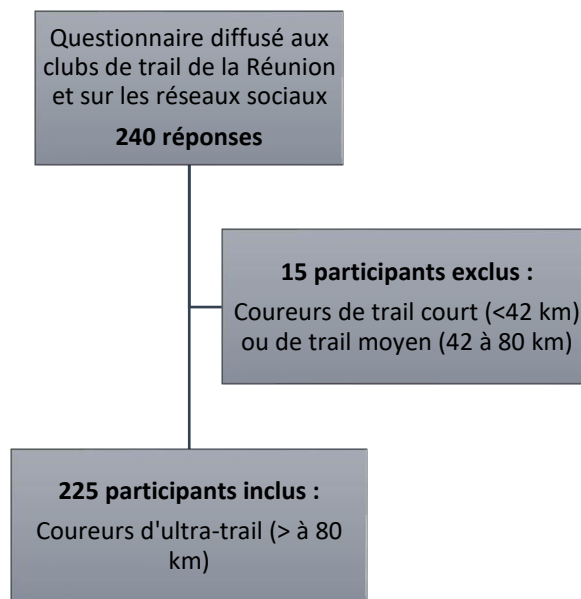 Questionnaire diffusé aux
clubs de trail de la Réunion
et sur les réseaux sociaux
240 réponses
15 participants exclus :
Coureurs de trail court (<42 km)
ou de trail moyen (42 à 80 km)
225 participants inclus :
Coureurs d'ultra-trail (> à 80
km)